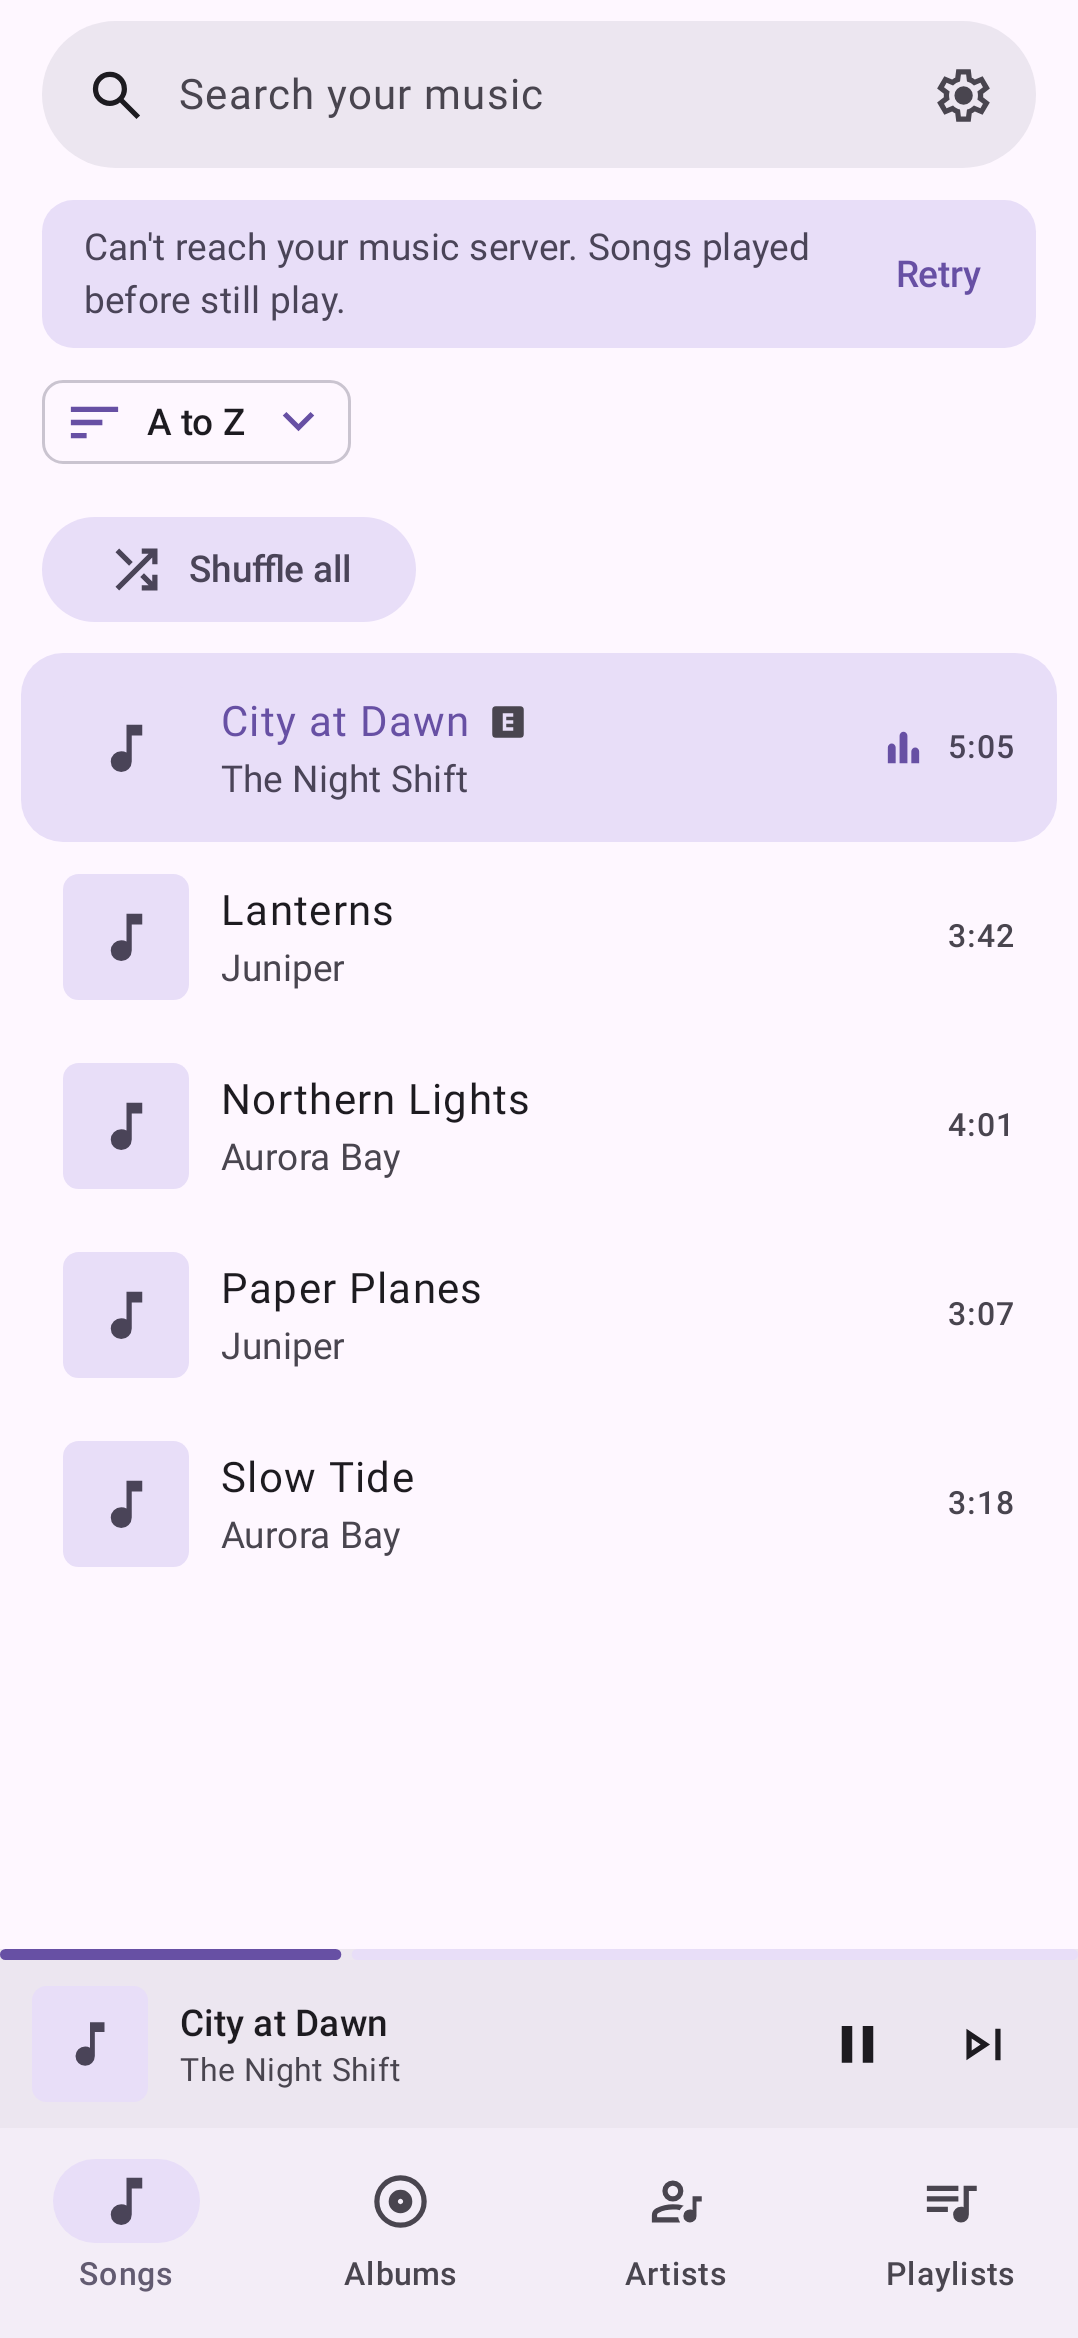 Search your music
Can't reach your music server. Songs played
before still play.
Retry
A to Z
Shuffle all
City at Dawn E
The Night Shift
5:05
Lanterns
Juniper
3:42
Northern Lights
Aurora Bay
4:01
Paper Planes
Juniper
3:07
Slow Tide
Aurora Bay
3:18
City at Dawn
The Night Shift
Songs
Albums
Artists
Playlists